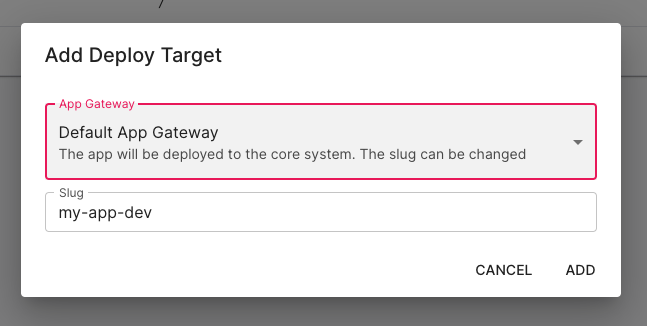 Add Deploy Target
App Gateway
Default App Gateway
The app will be deployed to the core system. The slug can be changed
Slug
my-app-dev
CANCEL ADD